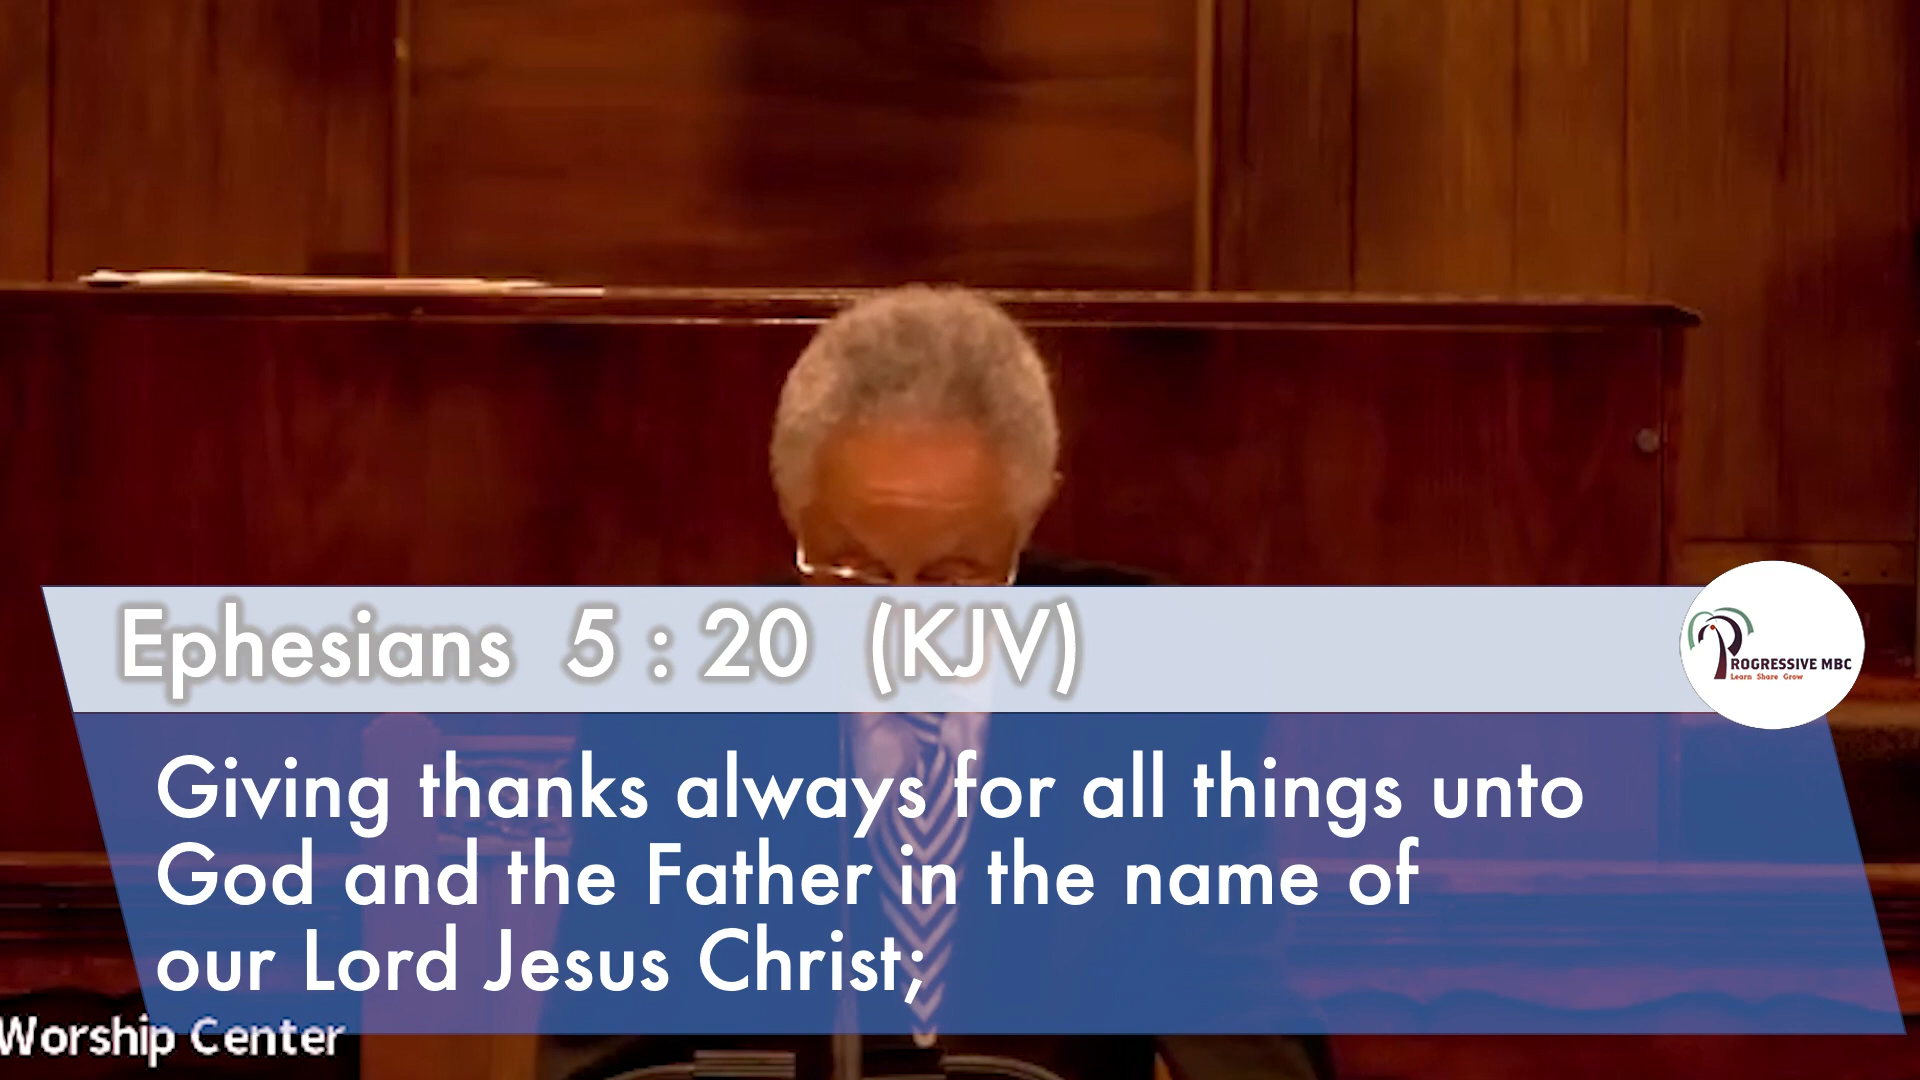 Ephesians 5 : 20 (KJV)
PROGRESSIVE MBC
Learn Share Grow
Giving thanks always for all things unto
God and the Father in the name of
our Lord Jesus Christ;
Worship Center